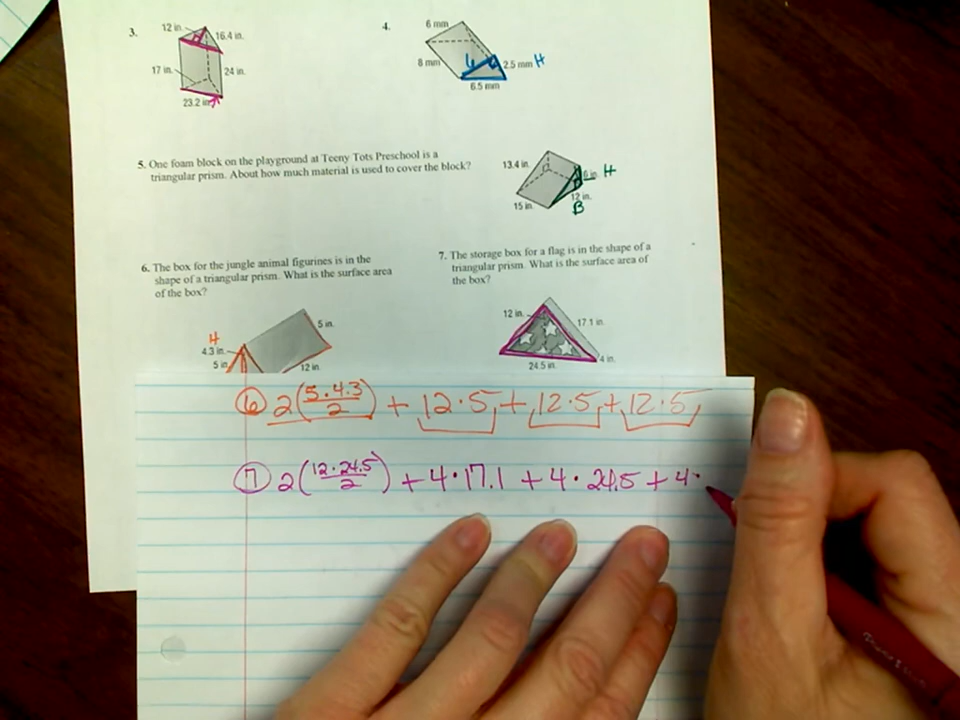 3.
12 in.
16.4 in.
17 in.
24 in.
23.2 in.
4.
6 mm
8 mm
2.5 mm H
6.5 mm
5. One foam block on the playground at Teeny Tots Preschool is a
triangular prism. About how much material is used to cover the block?
13.4 in.
6 in. H
12 in.
15 in.
B
6. The box for the jungle animal figurines is in the
shape of a triangular prism. What is the surface area
of the box?
H
4.3 in.
5 in.
5 in.
12 in.
7. The storage box for a flag is in the shape of a
triangular prism. What is the surface area of
the box?
12 in.
17.1 in.
4 in.
24.5 in.
6 2(5·4.3/2) + 12·5 + 12·5 + 12·5
7 2(12·24.5/2) + 4·17.1 + 4·24.5 + 4·